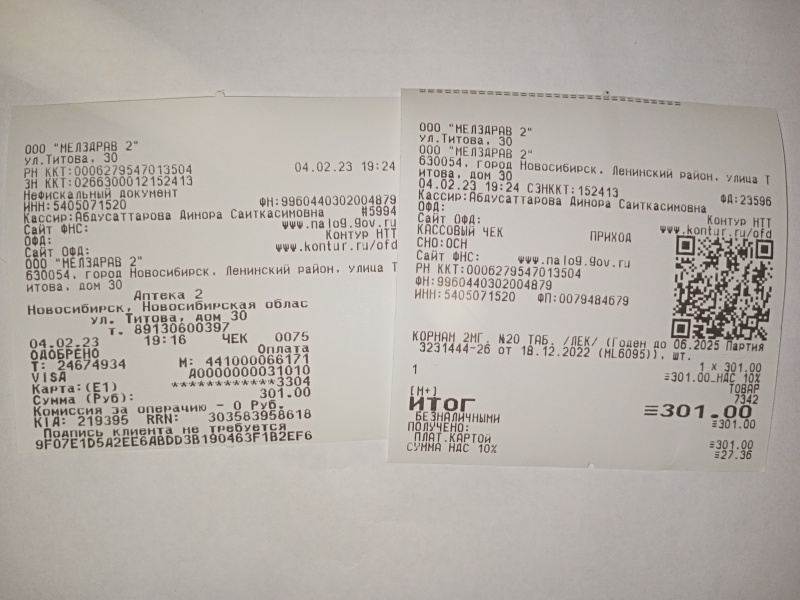 ООО "МЕЛЗДРАВ 2"
ул.Титова, 30
РН ККТ:0006279547013504 04.02.23 19:24
ЗН ККТ:0266300012152413
Нефискальный документ
ИНН:5405071520 ФН:9960440302004879
Кассир:Абдусаттарова Динора Саиткасимовна #5994
Сайт ФНС: www.nalog.gov.ru
ОФД: Контур НТТ
Сайт ОФД: www.kontur.ru/ofd
ООО "МЕЛЗДРАВ 2"
630054, город Новосибирск, Ленинский район, улица Т
итова, дом 30
Аптека 2
Новосибирск, Новосибирская облас
ул. Титова, дом 30
т. 89130600397
04.02.23 19:16 ЧЕК 0075
ОДОБРЕНО Оплата
Т: 24674934 М: 441000066171
VISA A0000000031010
Карта:(E1) ************3304
Сумма (Руб): 301.00
Комиссия за операцию - 0 Руб.
КIД: 219395 RRN: 303583958618
Подпись клиента не требуется
9F07E1D5A2EE6ABDD3B190463F1B2EF6
ООО "МЕЛЗДРАВ 2"
ул.Титова, 30
ООО "МЕЛЗДРАВ 2"
630054, город Новосибирск, Ленинский район, улица Т
итова, дом 30
04.02.23 19:24 СЗНККТ:152413 ФД:23596
Кассир:Абдусаттарова Динора Саиткасимовна
ОФД: Контур НТТ
Сайт ОФД: www.kontur.ru/ofd
КАССОВЫЙ ЧЕК ПРИХОД
СНО:ОСН
Сайт ФНС: www.nalog.gov.ru
РН ККТ:0006279547013504
ФН:9960440302004879
ИНН:5405071520 ФП:0079484679
КОРНАМ 2МГ. №20 ТАБ. /ЛЕК/ (Годен до 06.2025 Партия
3231444-26 от 18.12.2022 (ML6095)), шт.
1 1 x 301.00
≡301.00_НДС 10%
ТОВАР
[М+] 7342
ИТОГ ≡301.00
БЕЗНАЛИЧНЫМИ ≡301.00
ПОЛУЧЕНО:
ПЛАТ.КАРТОЙ ≡301.00
СУММА НДС 10% ≡27.36